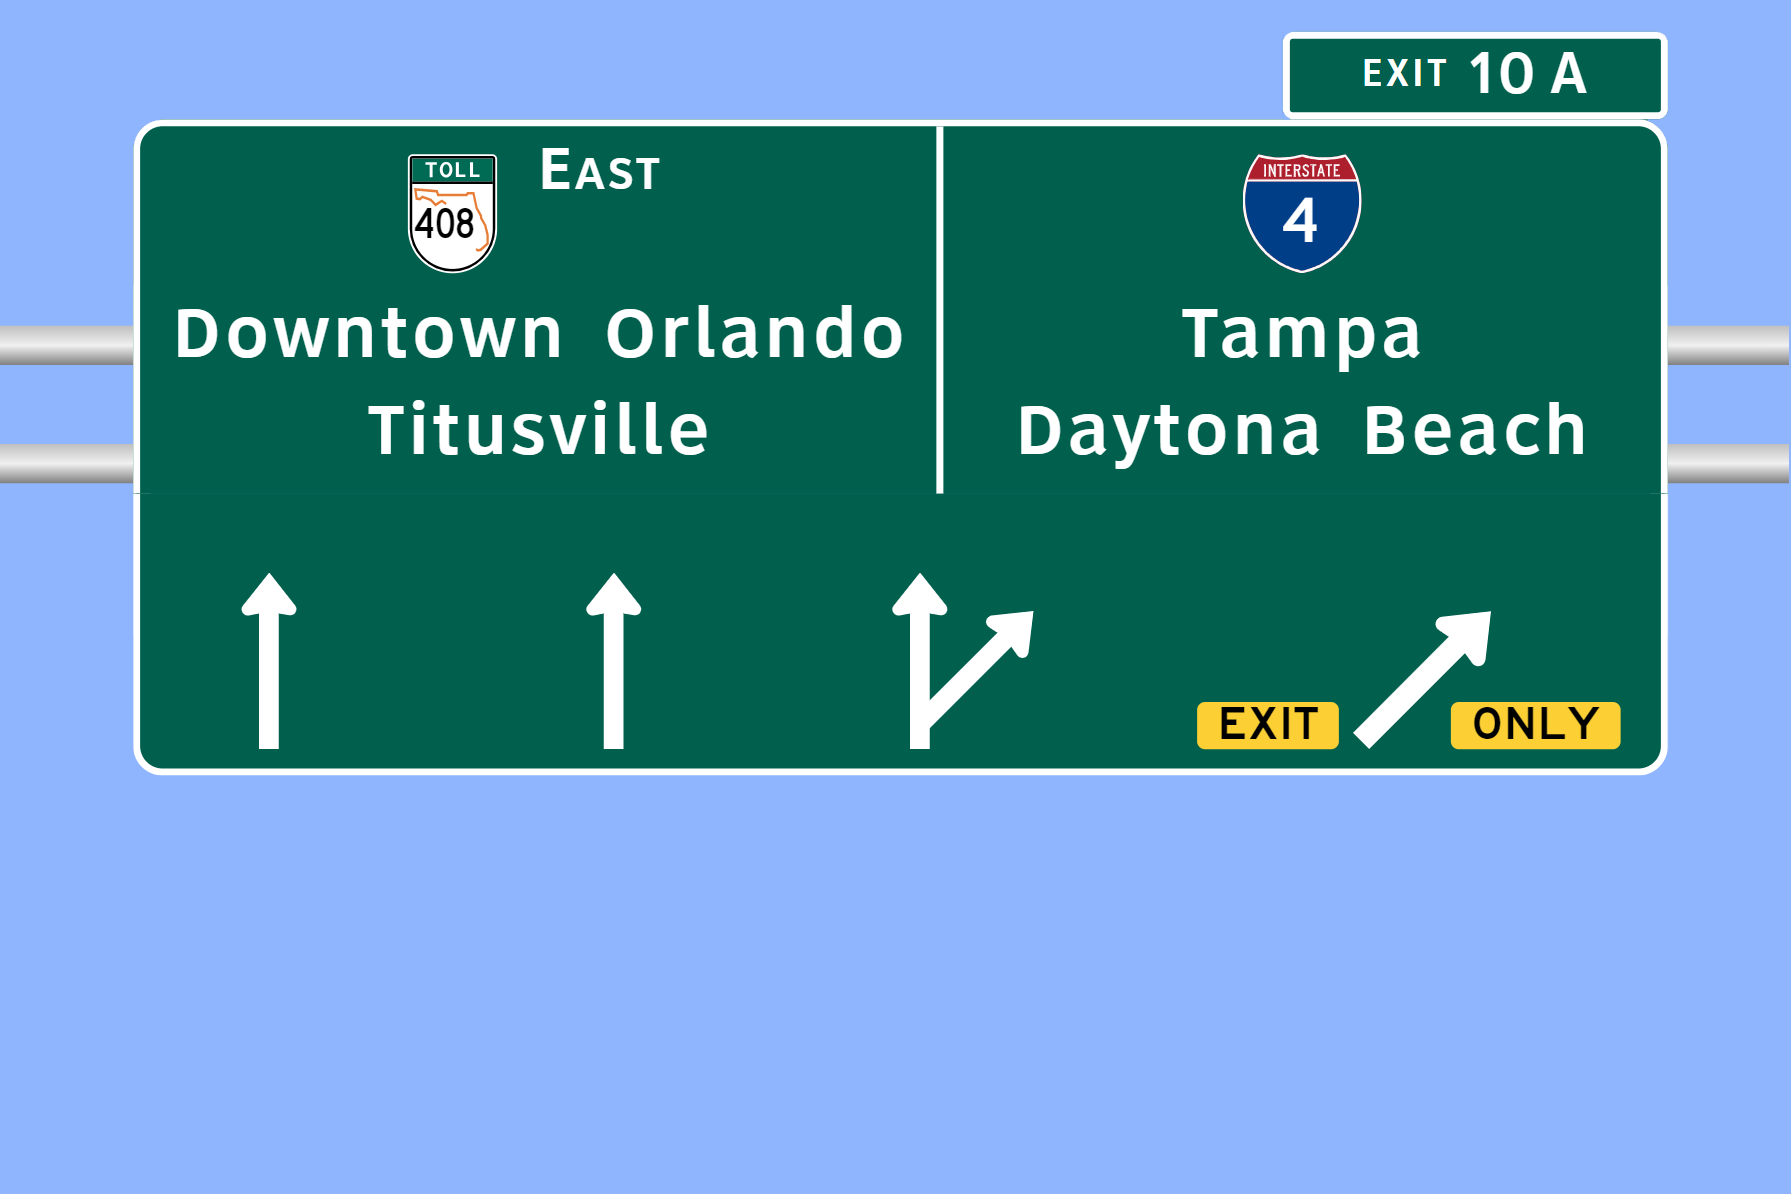 EXIT 10 A
TOLL
408
EAST
Downtown Orlando
Titusville
INTERSTATE
4
Tampa
Daytona Beach
EXIT ONLY